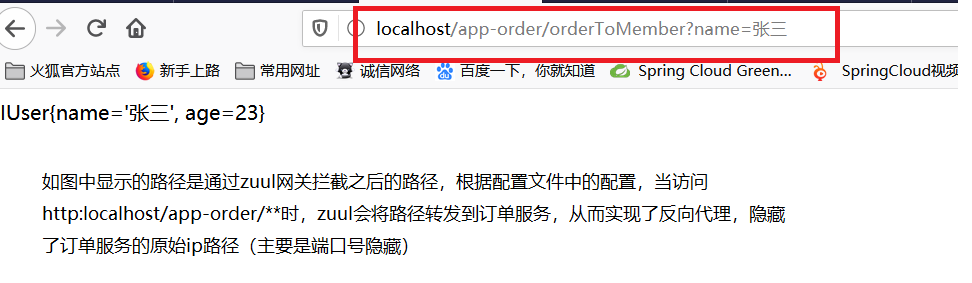 localhost/app-order/orderToMember?name=张三
火狐官方站点 新手上路 常用网址 诚信网络 百度一下，你就知道 Spring Cloud Green... SpringCloud视频
IUser{name='张三', age=23}
如图中显示的路径是通过zuul网关拦截之后的路径，根据配置文件中的配置，当访问
http:localhost/app-order/**时，zuul会将路径转发到订单服务，从而实现了反向代理，隐藏
了订单服务的原始ip路径（主要是端口号隐藏）